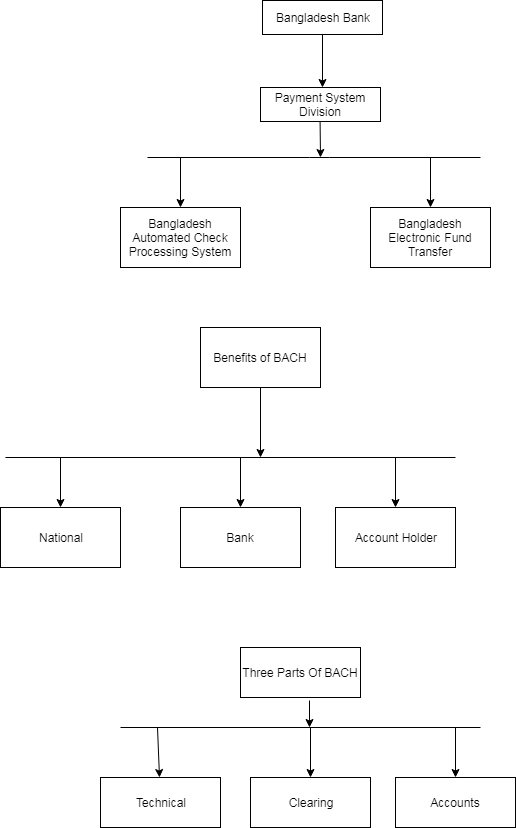 Bangladesh Bank
Payment System
Division
Bangladesh
Automated Check
Processing System
Bangladesh
Electronic Fund
Transfer
Benefits of BACH
National
Bank
Account Holder
Three Parts Of BACH
Technical
Clearing
Accounts